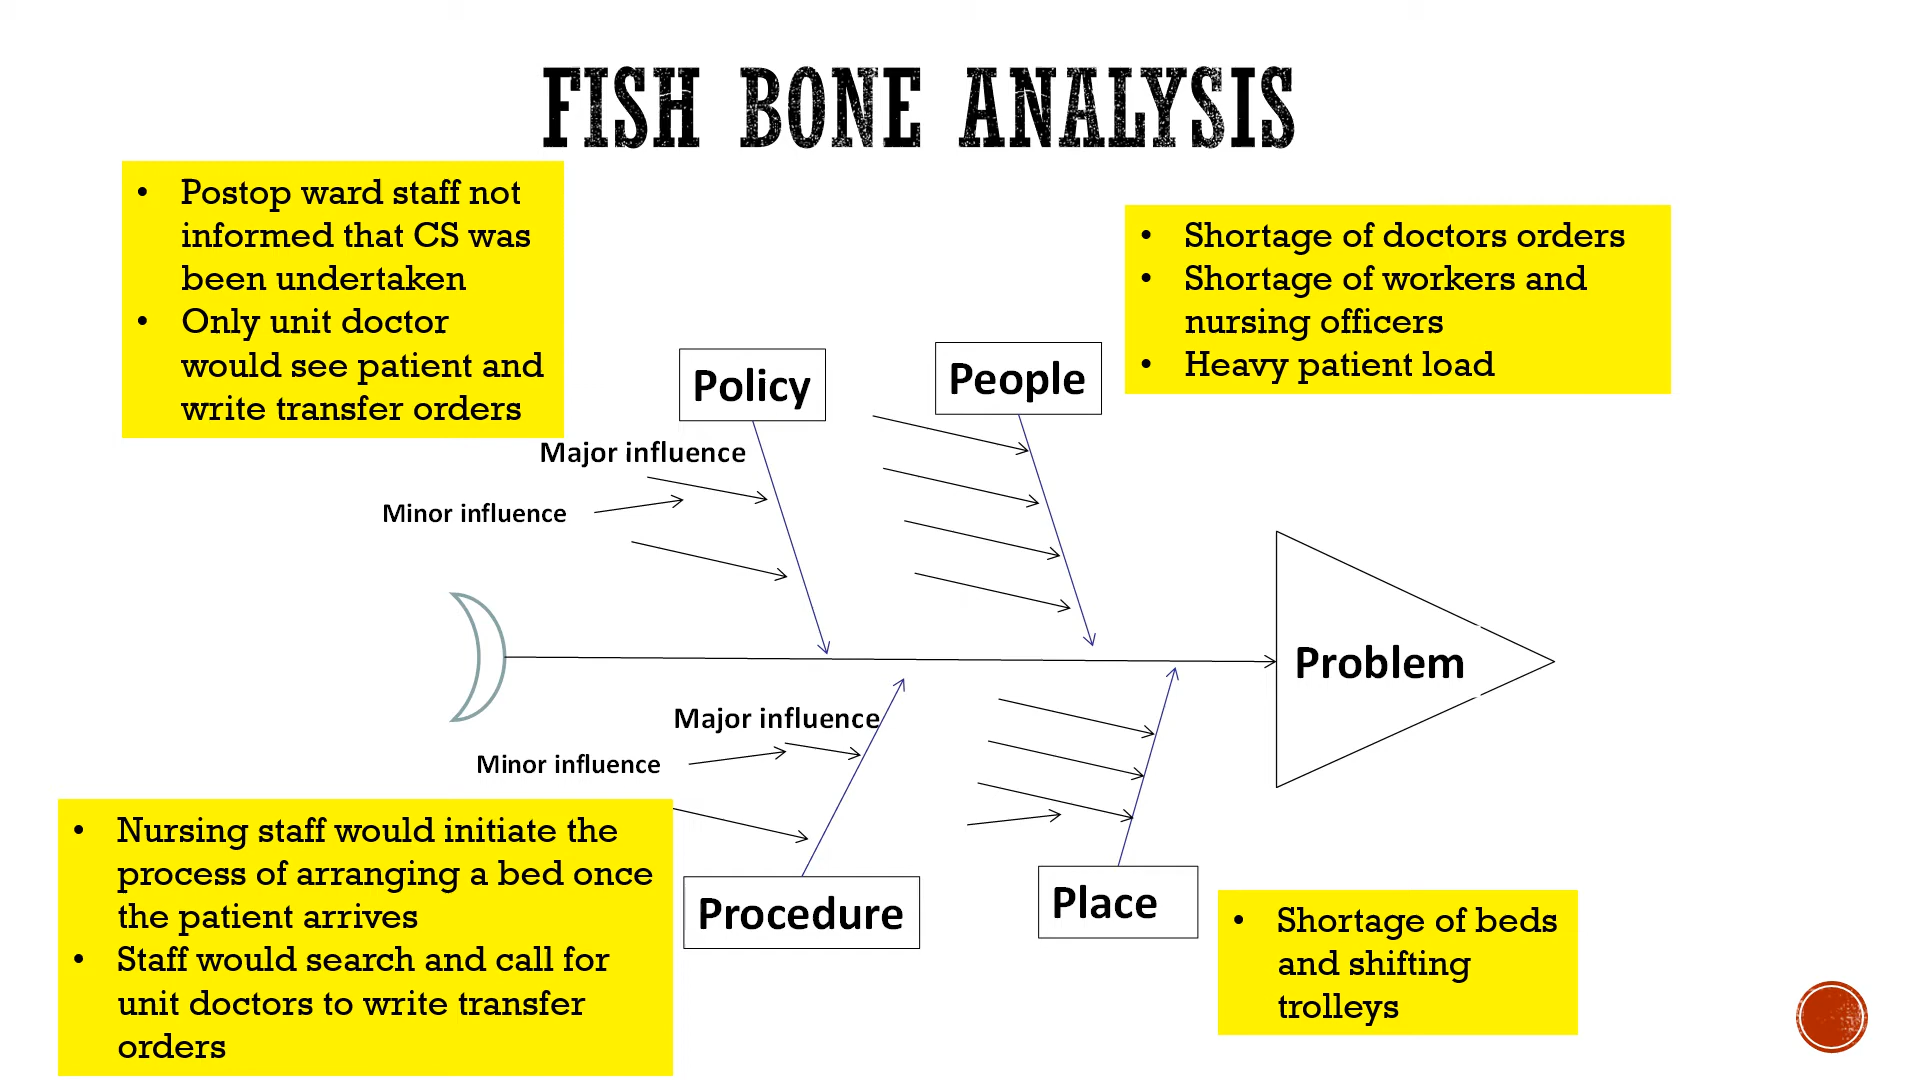 FISH BONE ANALYSIS
• Postop ward staff not
informed that CS was
been undertaken
• Only unit doctor
would see patient and
write transfer orders
• Shortage of doctors orders
• Shortage of workers and
nursing officers
• Heavy patient load
Policy
People
Major influence
Minor influence
Problem
Major influence
Minor influence
• Nursing staff would initiate the
process of arranging a bed once
the patient arrives
• Staff would search and call for
unit doctors to write transfer
orders
Procedure
Place
• Shortage of beds
and shifting
trolleys